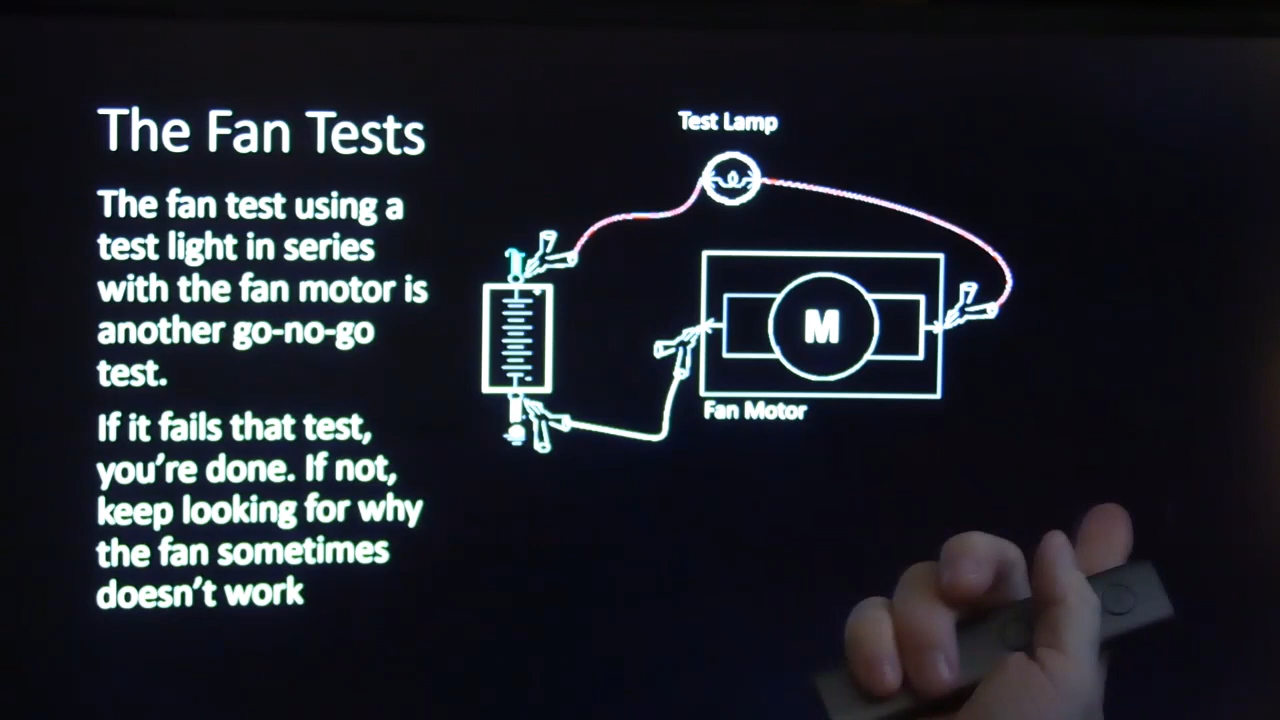 The Fan Tests
The fan test using a
test light in series
with the fan motor is
another go-no-go
test.
If it fails that test,
you're done. If not,
keep looking for why
the fan sometimes
doesn't work
Test Lamp
M
Fan Motor